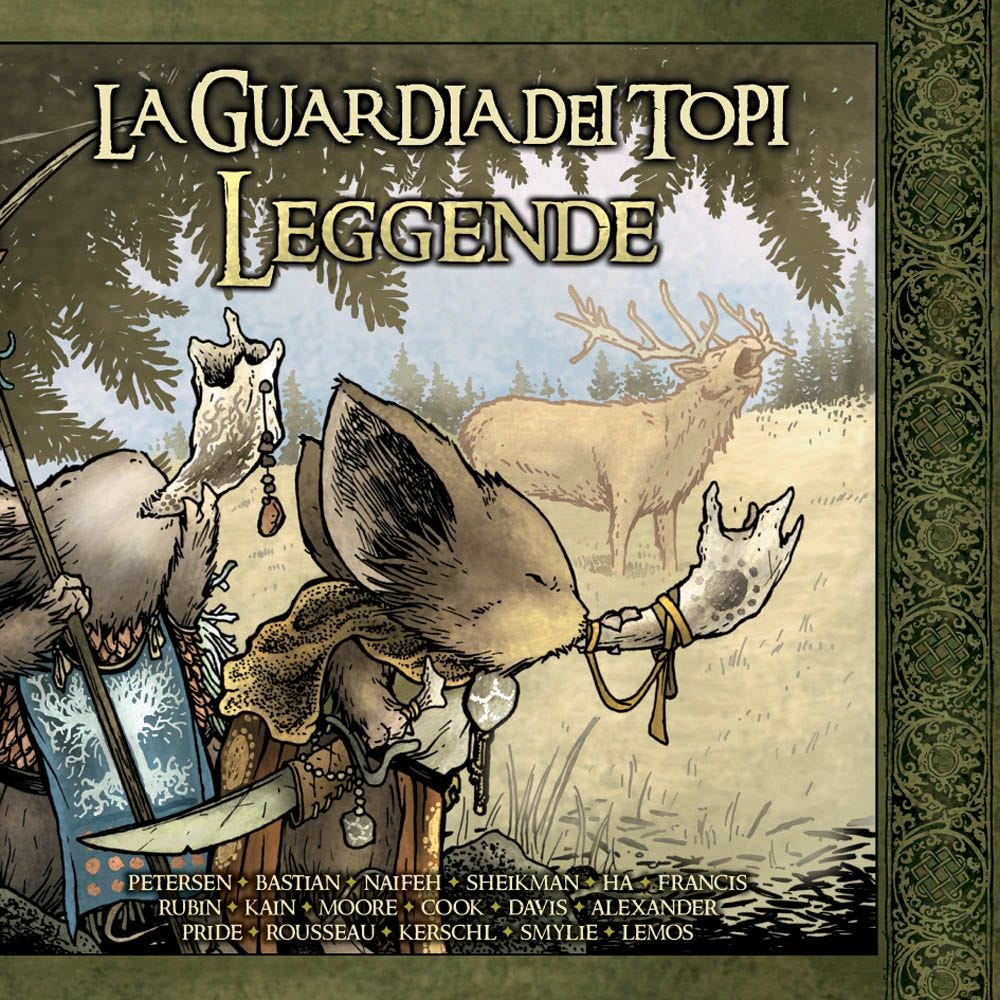 LA GUARDIA DEI TOPI
LEGGENDE
PETERSEN ✦ BASTIAN ✦ NAIFEH ✦ SHEIKMAN ✦ HA ✦ FRANCIS
RUBIN ✦ KAIN ✦ MOORE ✦ COOK ✦ DAVIS ✦ ALEXANDER
PRIDE ✦ ROUSSEAU ✦ KERSCHL ✦ SMYLIE ✦ LEMOS